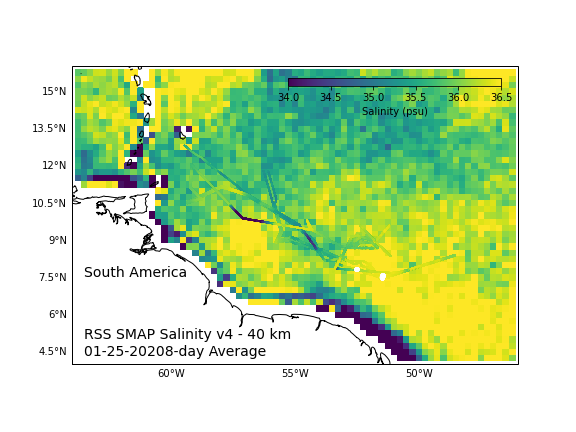 15°N
34.0 34.5 35.0 35.5 36.0 36.5
Salinity (psu)
13.5°N
12°N
10.5°N
9°N
7.5°N
South America
6°N
RSS SMAP Salinity v4 - 40 km
01-25-20208-day Average
4.5°N
60°W 55°W 50°W